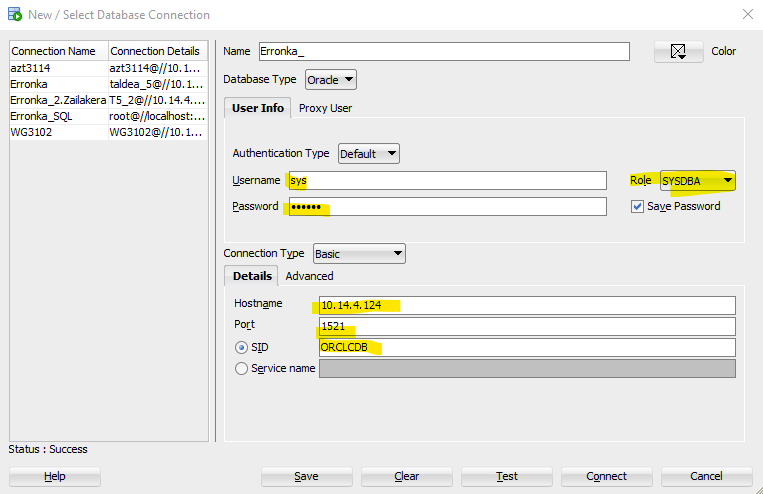 New / Select Database Connection
Connection Name Connection Details
azt3114 azt3114@//10.1...
Erronka taldea_5@//10.1...
Erronka_2.Zailakera T5_2@//10.14.4....
Erronka_SQL root@//localhost:...
WG3102 WG3102@//10.1...
Name Erronka_ Color
Database Type Oracle
User Info Proxy User
Authentication Type Default
Username sys Role SYSDBA
Password •••••• Save Password
Connection Type Basic
Details Advanced
Hostname 10.14.4.124
Port 1521
SID ORCLCDB
Service name
Status : Success
Help Save Clear Test Connect Cancel